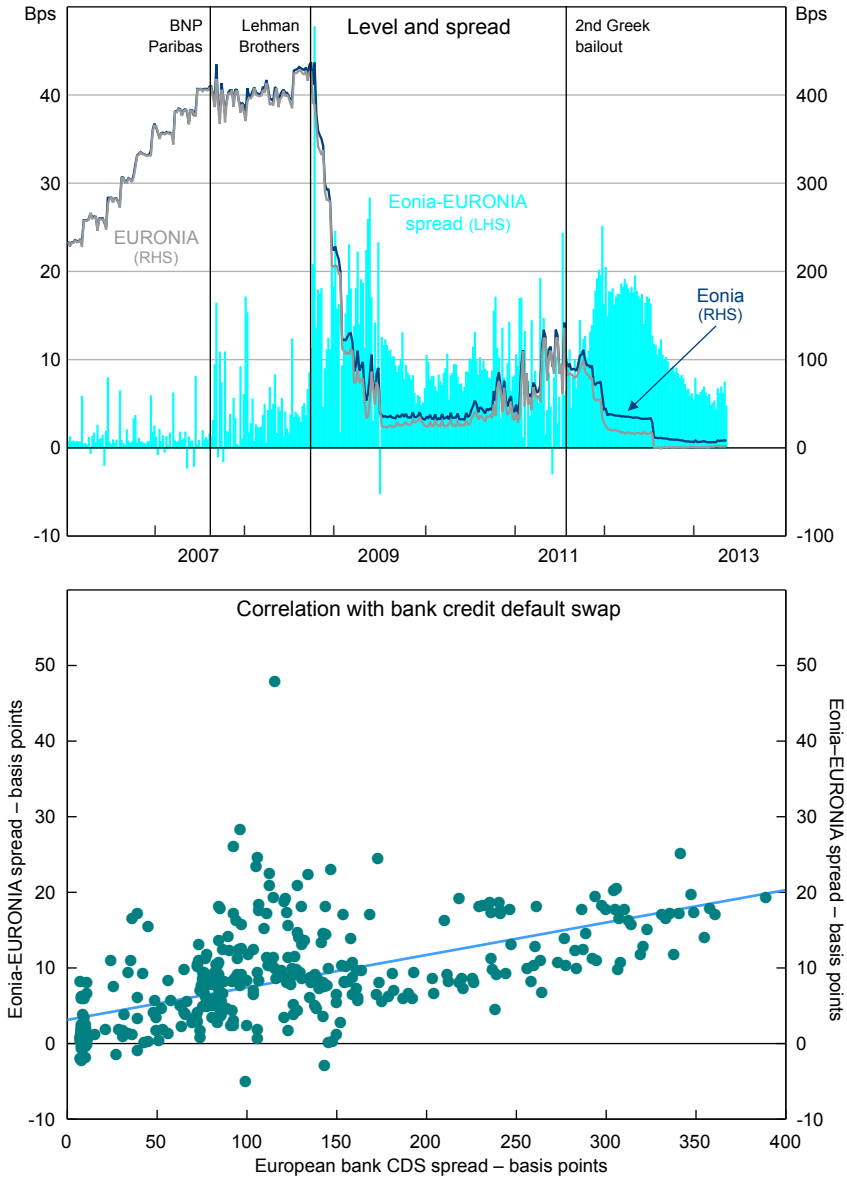 Bps
Bps
BNP
Paribas
Lehman
Brothers
Level and spread
2nd Greek
bailout
40
400
30
300
Eonia-EURONIA
spread (LHS)
EURONIA
(RHS)
20
200
Eonia
(RHS)
10
100
0
0
-10
-100
2007
2009
2011
2013
Correlation with bank credit default swap
50
50
40
40
30
30
20
20
10
10
0
0
-10
-10
Eonia-EURONIA spread – basis points
Eonia–EURONIA spread – basis points
0
50
100
150
200
250
300
350
400
European bank CDS spread – basis points